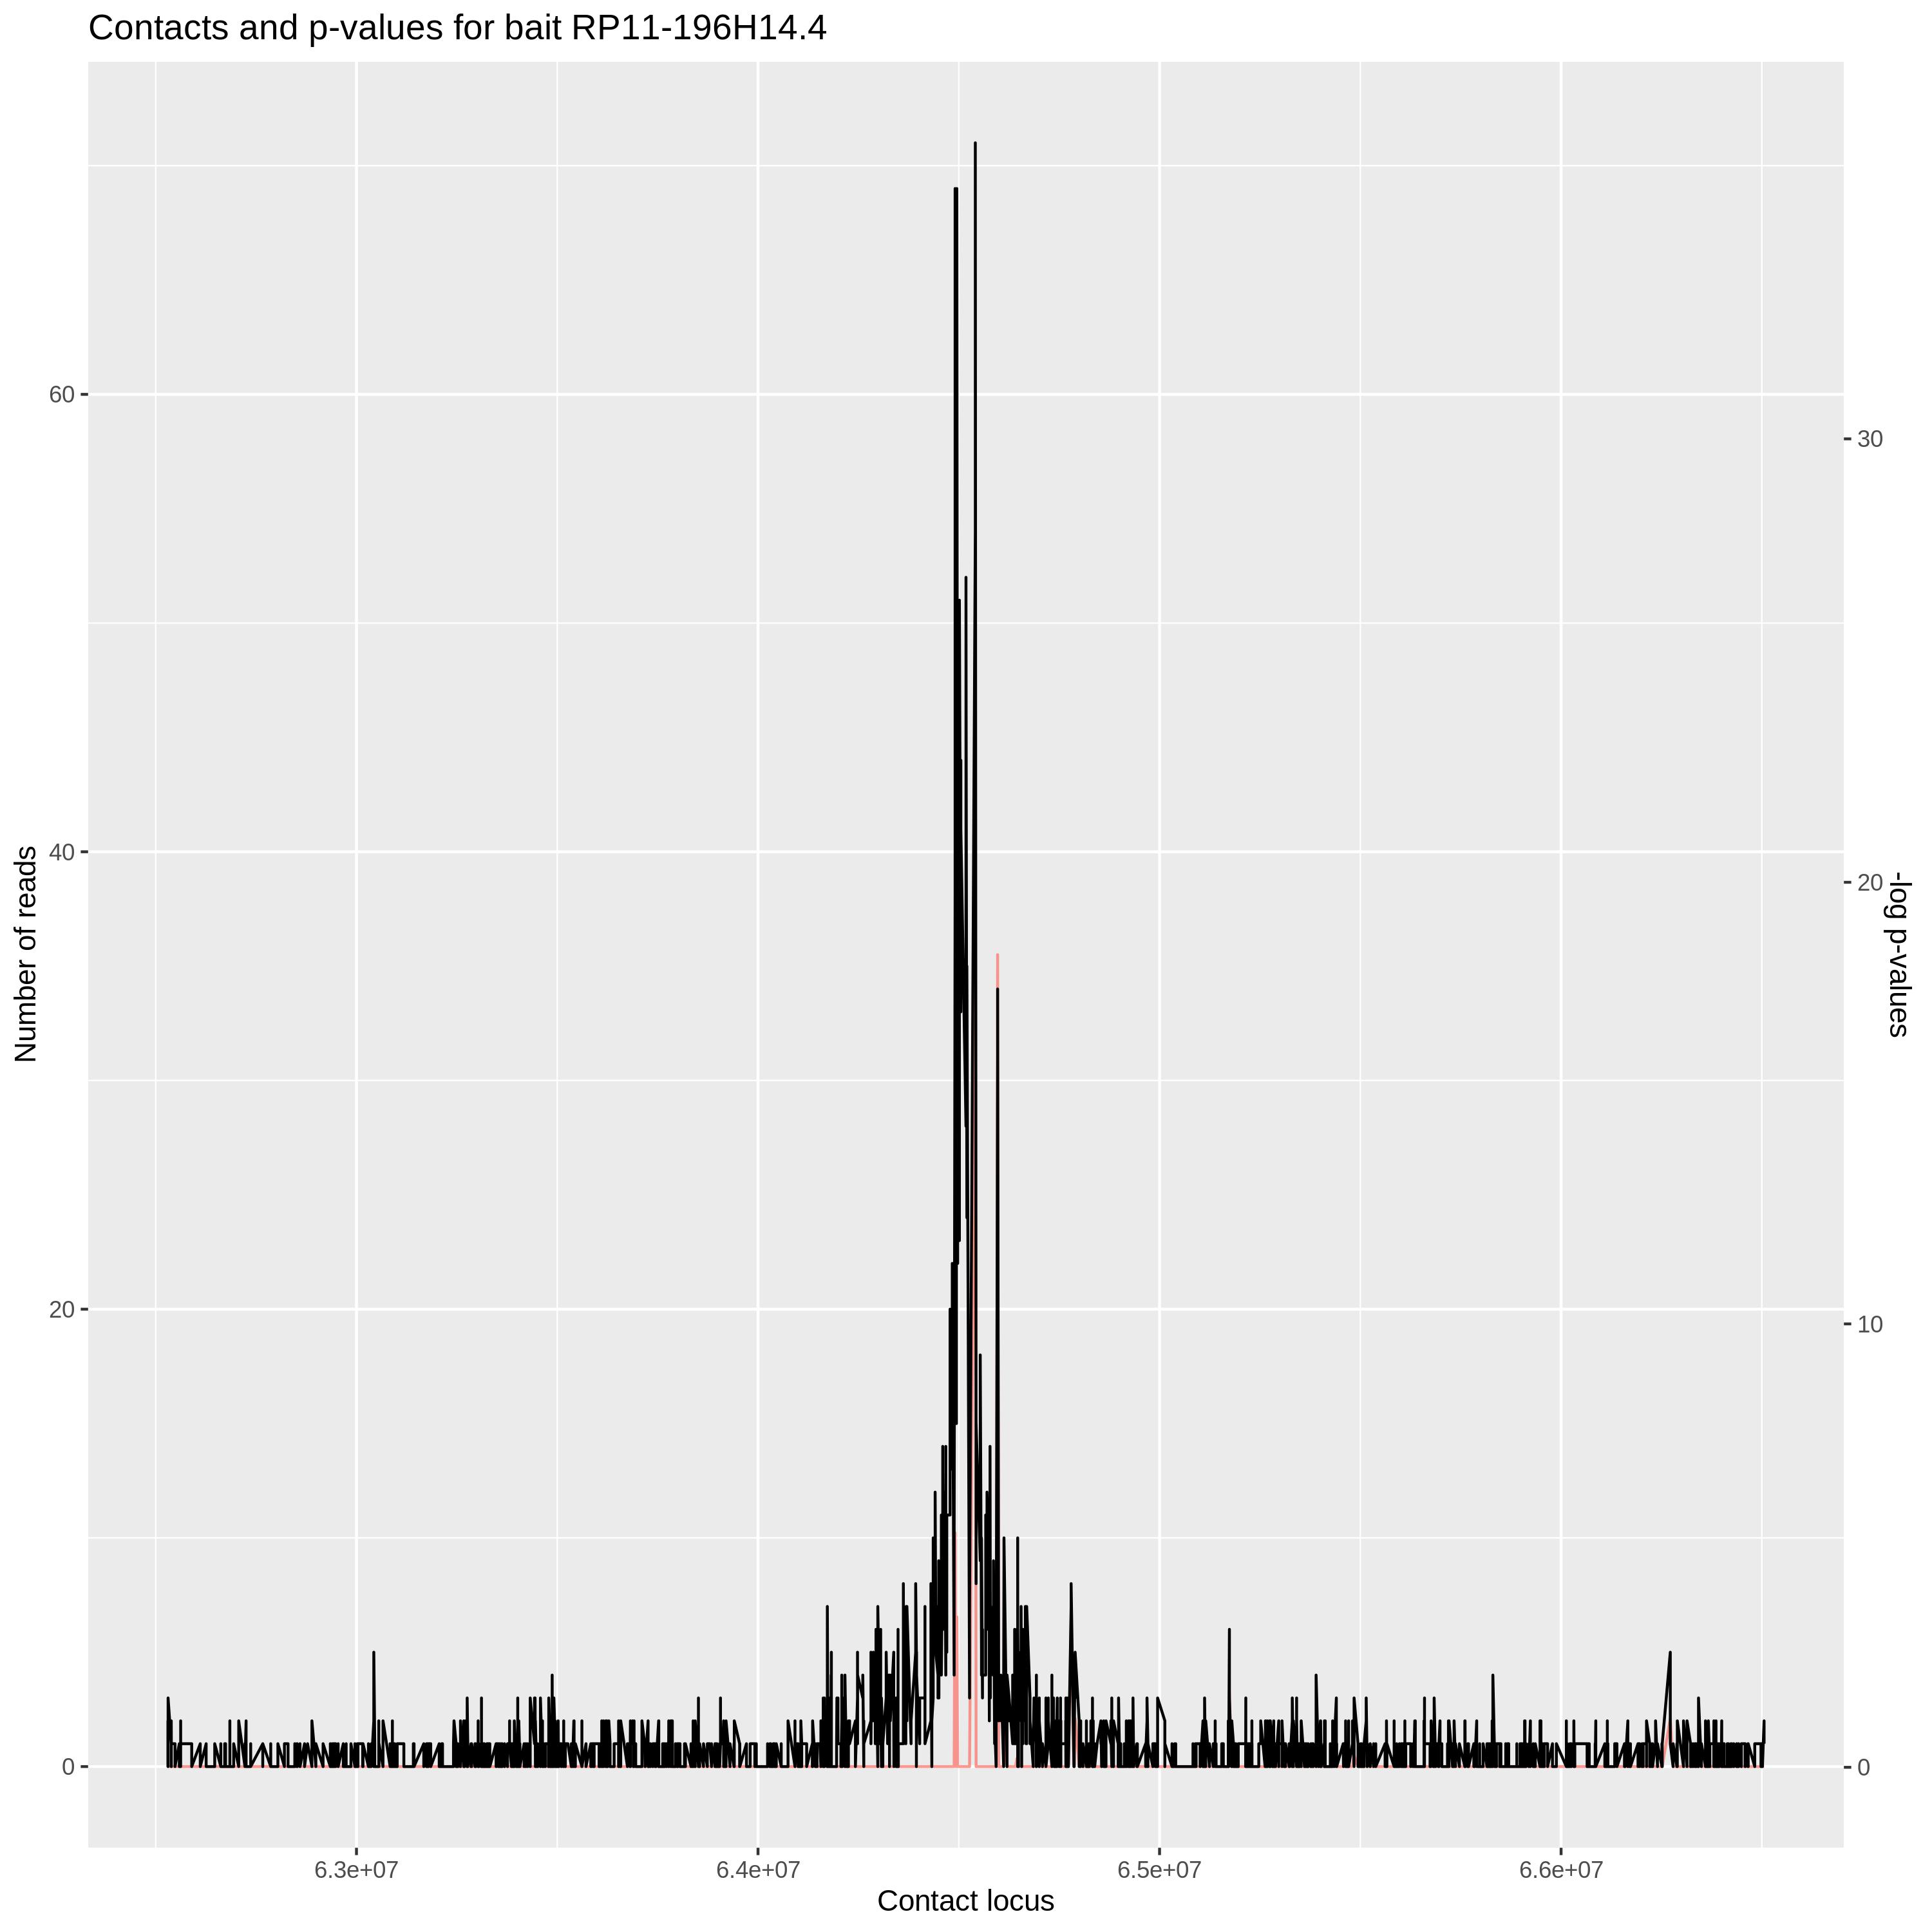 Contacts and p-values for bait RP11-196H14.4
60
40
20
0
30
20
10
0
Number of reads
-log p-values
6.3e+07 6.4e+07 6.5e+07 6.6e+07
Contact locus